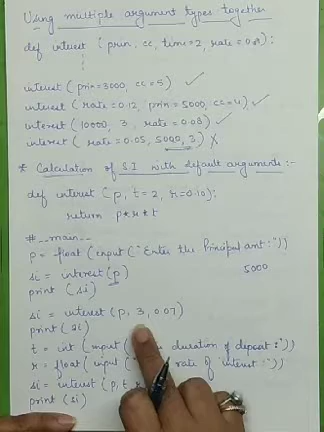 Using multiple argument types together
def interest (prin, cc, time=2, rate=0.09):
interest (prin=3000, cc=5) ✓
interest (rate=0.12, prin=5000, cc=4) ✓
interest (10000, 3, rate=0.08) ✓
interest (rate=0.05, 5000, 3) ✗
* Calculation of S.I with default arguments :-
def interest (p, t=2, r=0.10):
return p*r*t
#__main__
p = float(input("Enter the Principal amt:"))
si = interest(p) 5000
print (si)
si = interest (p, 3, 0.07)
print (si)
t = int (input duration of deposit:"))
r = float(input(" rate of interest:"))
si = interest (p, t,
print (si)